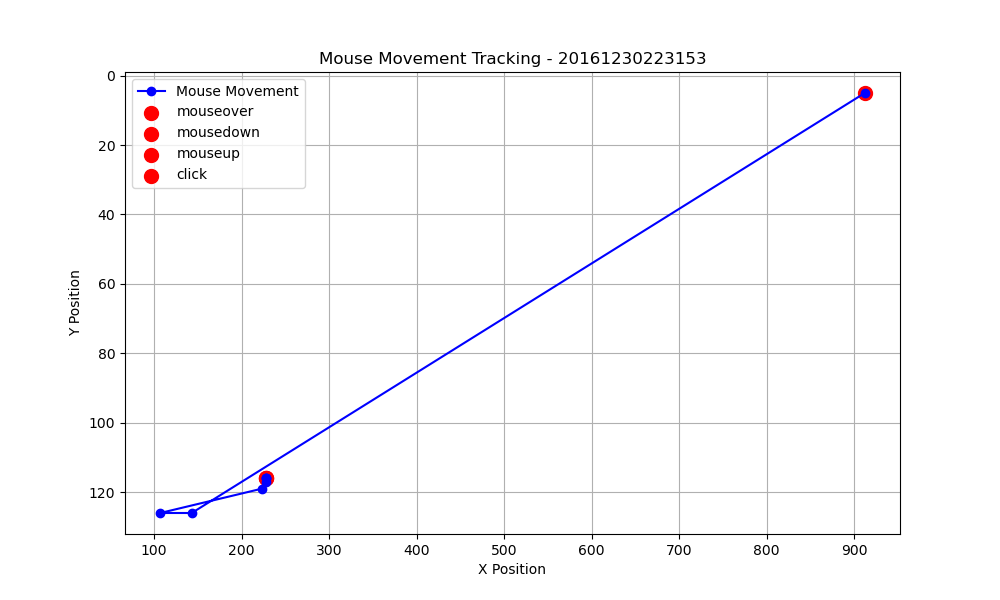 Mouse Movement Tracking - 20161230223153
Mouse Movement
mouseover
mousedown
mouseup
click
0
20
40
60
80
100
120
Y Position
100 200 300 400 500 600 700 800 900
X Position